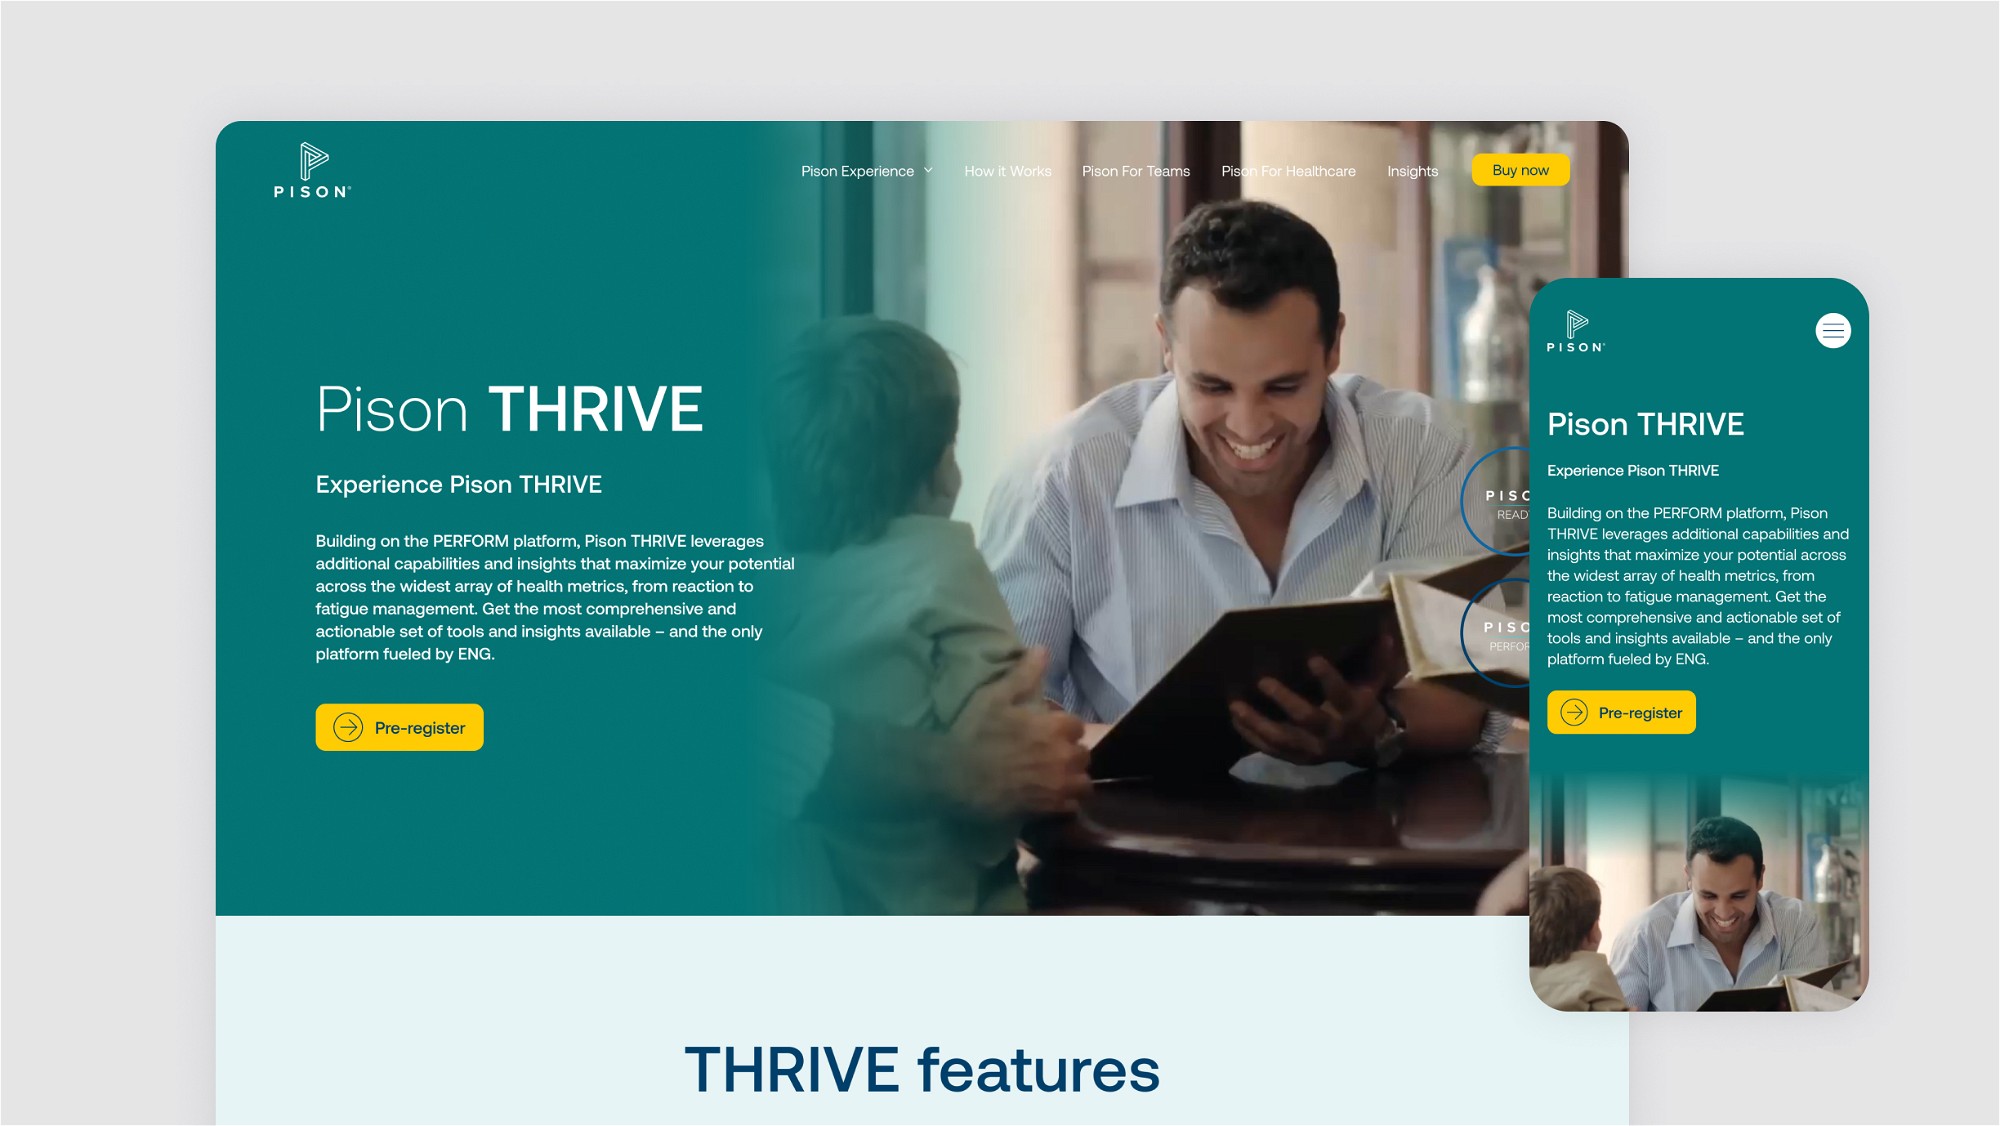 PISON®
Pison Experience
How it Works
Pison For Teams
Pison For Healthcare
Insights
Buy now
Pison THRIVE
Experience Pison THRIVE
Building on the PERFORM platform, Pison THRIVE leverages
additional capabilities and insights that maximize your potential
across the widest array of health metrics, from reaction to
fatigue management. Get the most comprehensive and
actionable set of tools and insights available – and the only
platform fueled by ENG.
Pre-register
THRIVE features
PISON®
Pison THRIVE
Experience Pison THRIVE
Building on the PERFORM platform, Pison
THRIVE leverages additional capabilities and
insights that maximize your potential across
the widest array of health metrics, from
reaction to fatigue management. Get the
most comprehensive and actionable set of
tools and insights available – and the only
platform fueled by ENG.
Pre-register